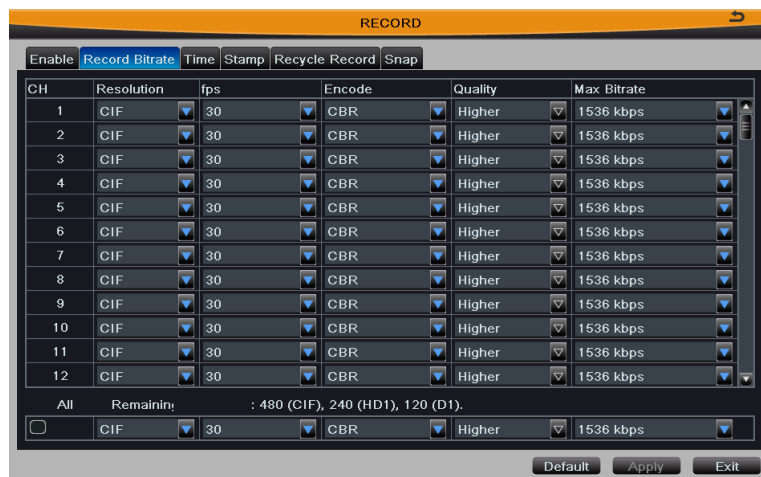 RECORD
Enable Record Bitrate Time Stamp Recycle Record Snap
CH Resolution fps Encode Quality Max Bitrate
1 CIF 30 CBR Higher 1536 kbps
2 CIF 30 CBR Higher 1536 kbps
3 CIF 30 CBR Higher 1536 kbps
4 CIF 30 CBR Higher 1536 kbps
5 CIF 30 CBR Higher 1536 kbps
6 CIF 30 CBR Higher 1536 kbps
7 CIF 30 CBR Higher 1536 kbps
8 CIF 30 CBR Higher 1536 kbps
9 CIF 30 CBR Higher 1536 kbps
10 CIF 30 CBR Higher 1536 kbps
11 CIF 30 CBR Higher 1536 kbps
12 CIF 30 CBR Higher 1536 kbps
All Remaining : 480 (CIF), 240 (HD1), 120 (D1).
CIF 30 CBR Higher 1536 kbps
Default Apply Exit